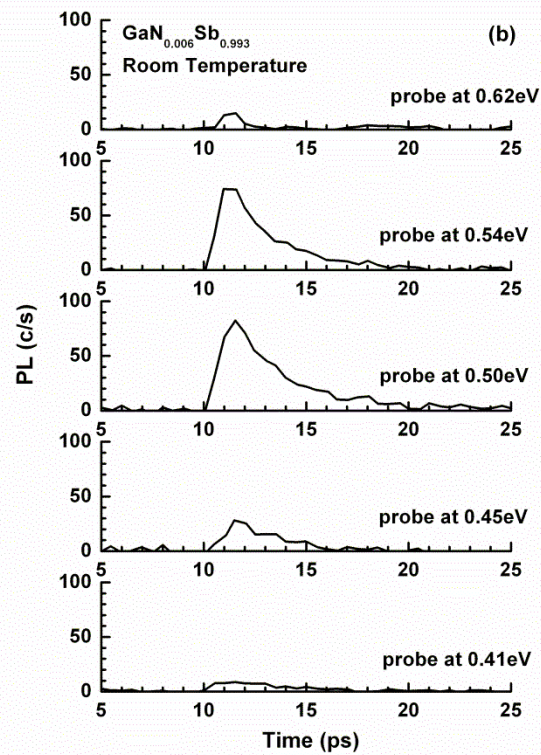 GaN0.006Sb0.993 (b)
Room Temperature
probe at 0.62eV
100
50
0
5 10 15 20 25
probe at 0.54eV
100
50
0
5 10 15 20 25
probe at 0.50eV
100
50
0
5 10 15 20 25
probe at 0.45eV
100
50
0
5 10 15 20 25
probe at 0.41eV
100
50
0
5 10 15 20 25
PL (c/s)
Time (ps)